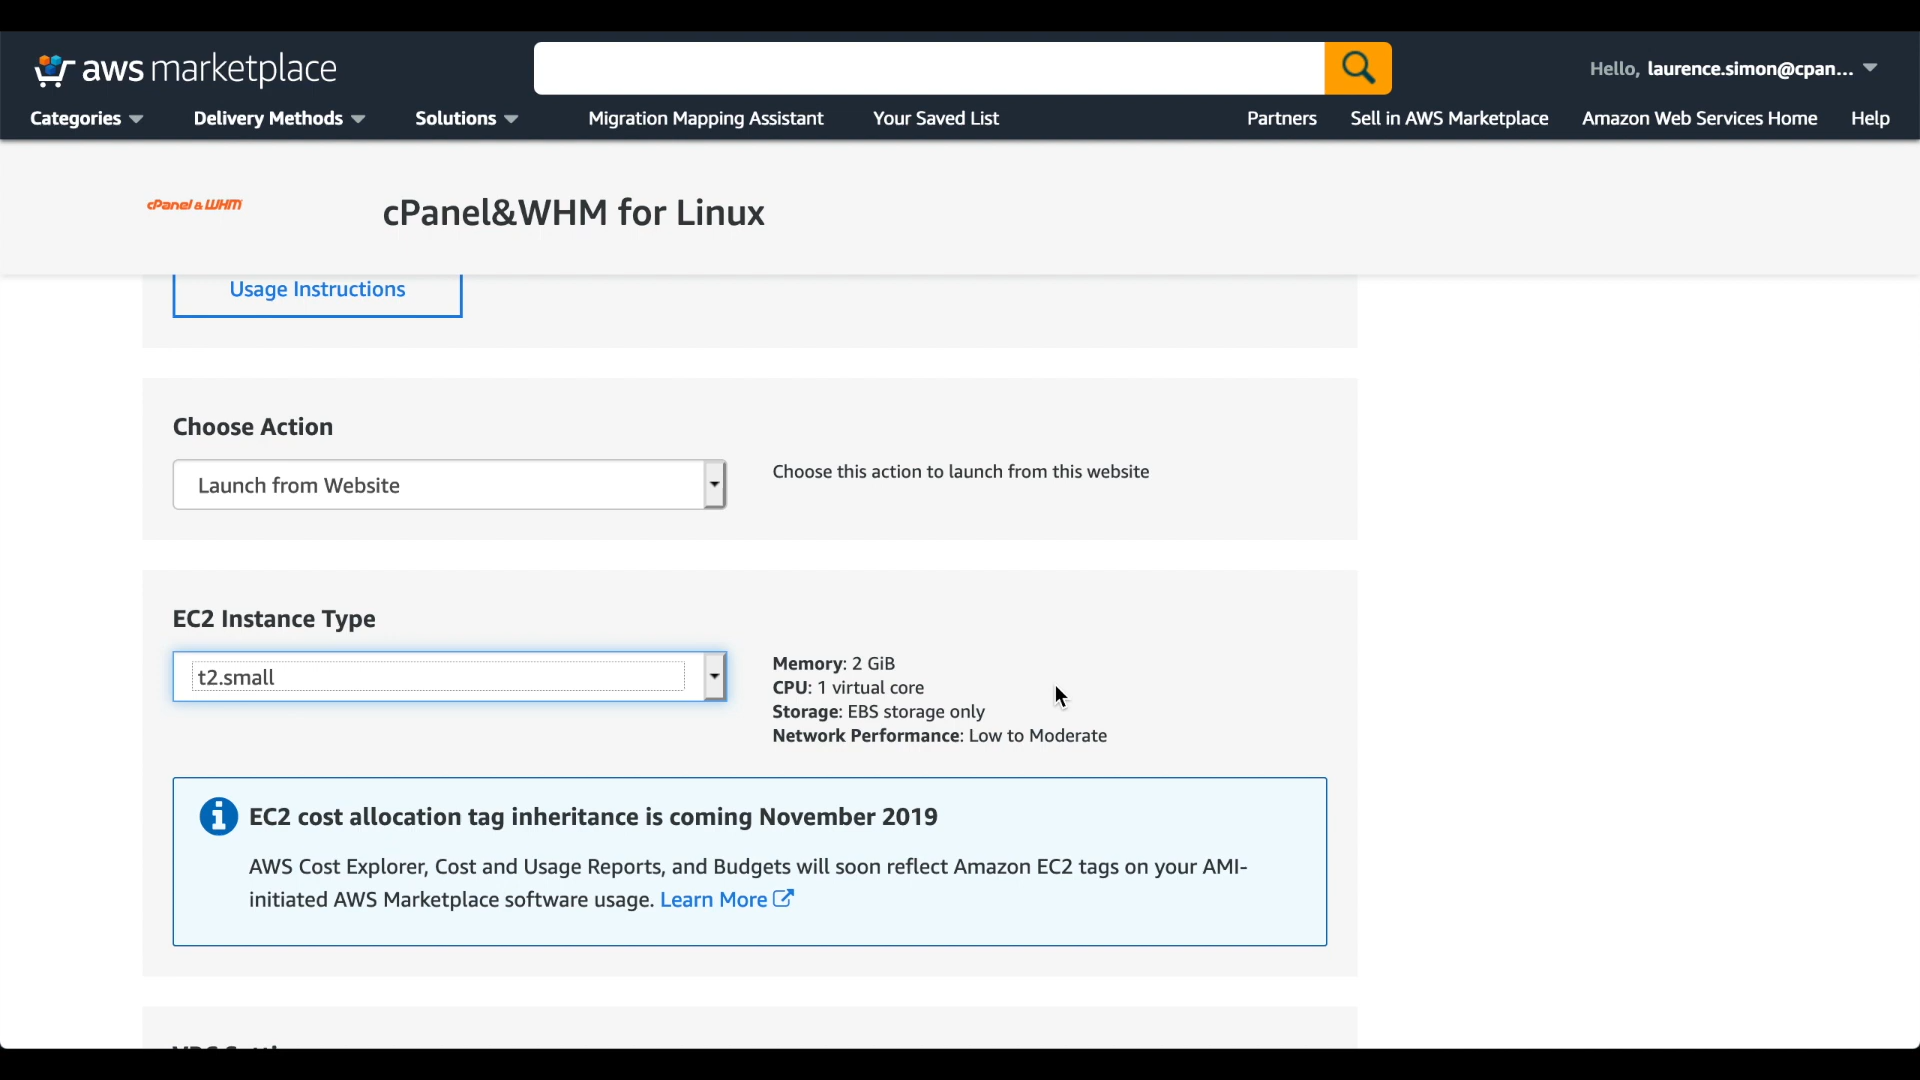 aws marketplace
Hello, laurence.simon@cpan...
Categories
Delivery Methods
Solutions
Migration Mapping Assistant
Your Saved List
Partners
Sell in AWS Marketplace
Amazon Web Services Home
Help
cPanel & WHM
cPanel&WHM for Linux
Usage Instructions
Choose Action
Launch from Website
Choose this action to launch from this website
EC2 Instance Type
t2.small
Memory: 2 GiB
CPU: 1 virtual core
Storage: EBS storage only
Network Performance: Low to Moderate
EC2 cost allocation tag inheritance is coming November 2019
AWS Cost Explorer, Cost and Usage Reports, and Budgets will soon reflect Amazon EC2 tags on your AMI-
initiated AWS Marketplace software usage. Learn More